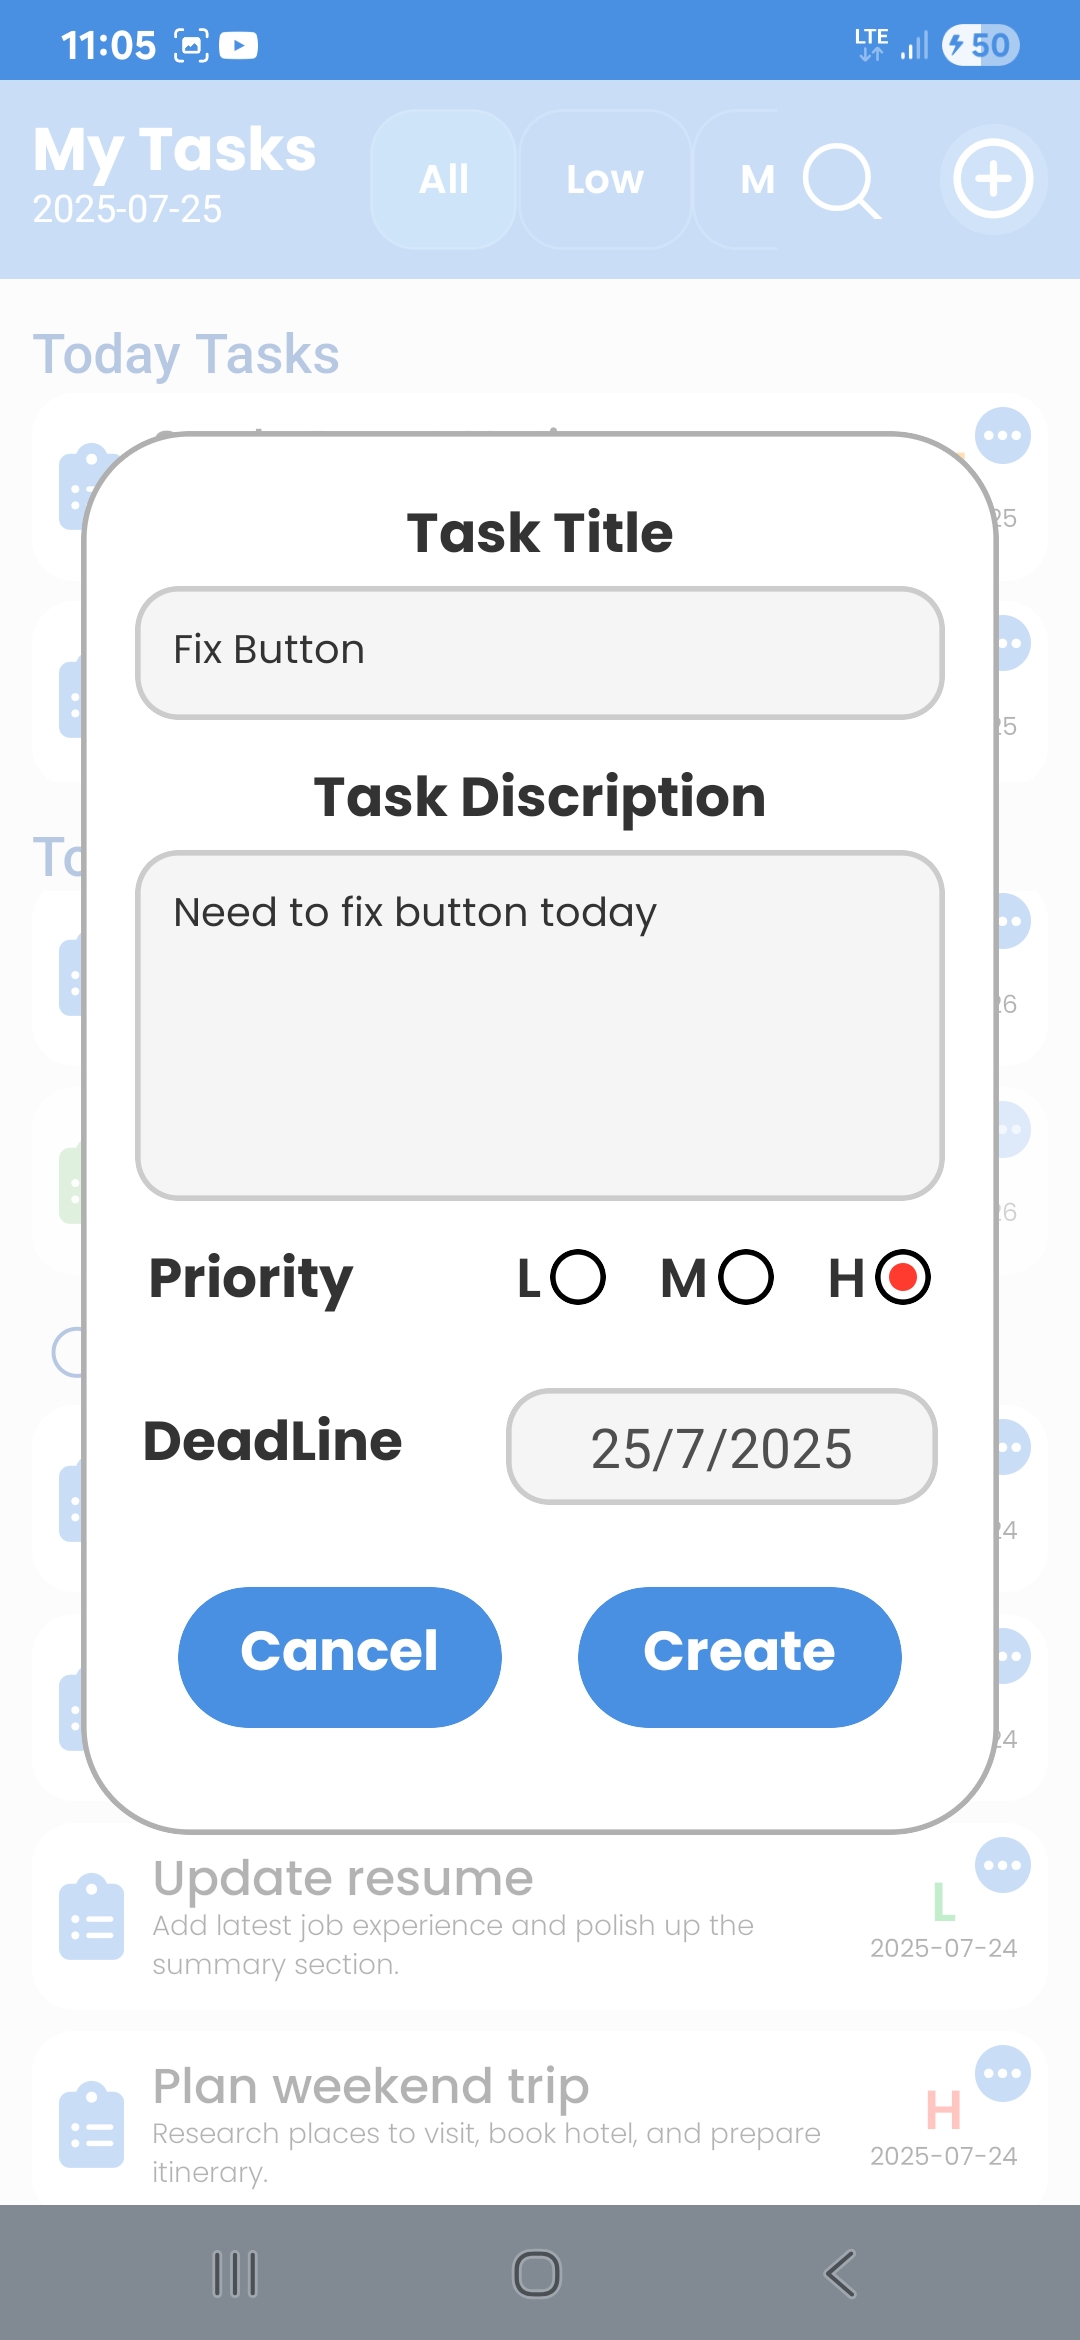 11:05
LTE
50
My Tasks
2025-07-25
All
Low
M
Today Tasks
Task Title
Fix Button
Task Discription
Need to fix button today
Priority
L
M
H
DeadLine
25/7/2025
Cancel
Create
Update resume
Add latest job experience and polish up the
summary section.
L
2025-07-24
Plan weekend trip
Research places to visit, book hotel, and prepare
itinerary.
H
2025-07-24